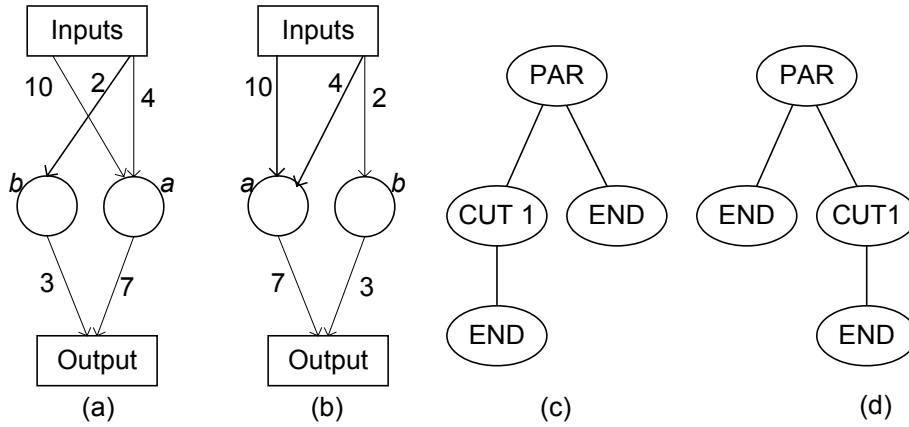 Inputs
10
2
4
b
a
3
7
Output
(a)
Inputs
10
4
2
a
b
7
3
Output
(b)
PAR
CUT 1
END
END
(c)
PAR
END
CUT1
END
(d)